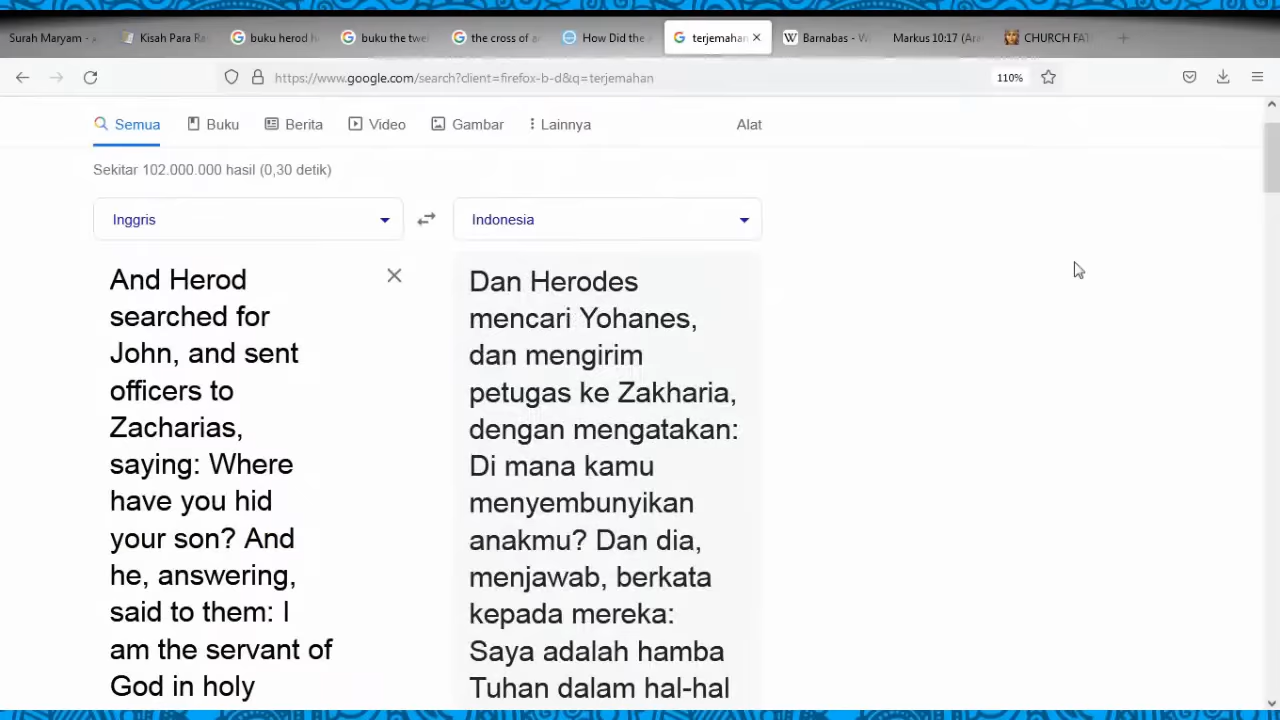 Surah Maryam -
Kisah Para Ra
buku herod h
buku the twe
the cross of a
How Did the
terjemahan
Barnabas - W
Markus 10:17 (Ara
CHURCH FAT
https://www.google.com/search?client=firefox-b-d&q=terjemahan
110%
Semua
Buku
Berita
Video
Gambar
Lainnya
Alat
Sekitar 102.000.000 hasil (0,30 detik)
Inggris
Indonesia
And Herod
searched for
John, and sent
officers to
Zacharias,
saying: Where
have you hid
your son? And
he, answering,
said to them: I
am the servant of
God in holy
Dan Herodes
mencari Yohanes,
dan mengirim
petugas ke Zakharia,
dengan mengatakan:
Di mana kamu
menyembunyikan
anakmu? Dan dia,
menjawab, berkata
kepada mereka:
Saya adalah hamba
Tuhan dalam hal-hal